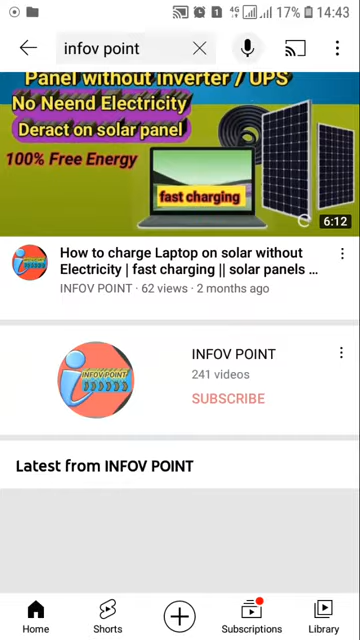 4G 17% 14:43
infov point
Panel without inverter / UPS
No Neend Electricity
Deract on solar panel
100% Free Energy
fast charging
6:12
How to charge Laptop on solar without
Electricity | fast charging || solar panels ...
INFOV POINT · 62 views · 2 months ago
INFOV POINT
INFOV POINT
241 videos
SUBSCRIBE
Latest from INFOV POINT
Home
Shorts
Subscriptions
Library